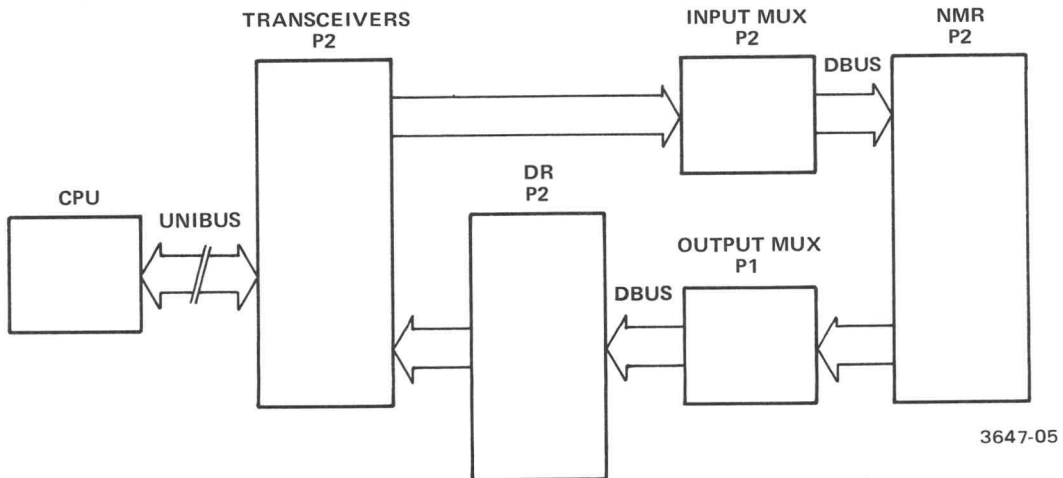 TRANSCEIVERS
P2
INPUT MUX
P2
NMR
P2
DBUS
DR
P2
CPU
UNIBUS
OUTPUT MUX
P1
DBUS
3647-05